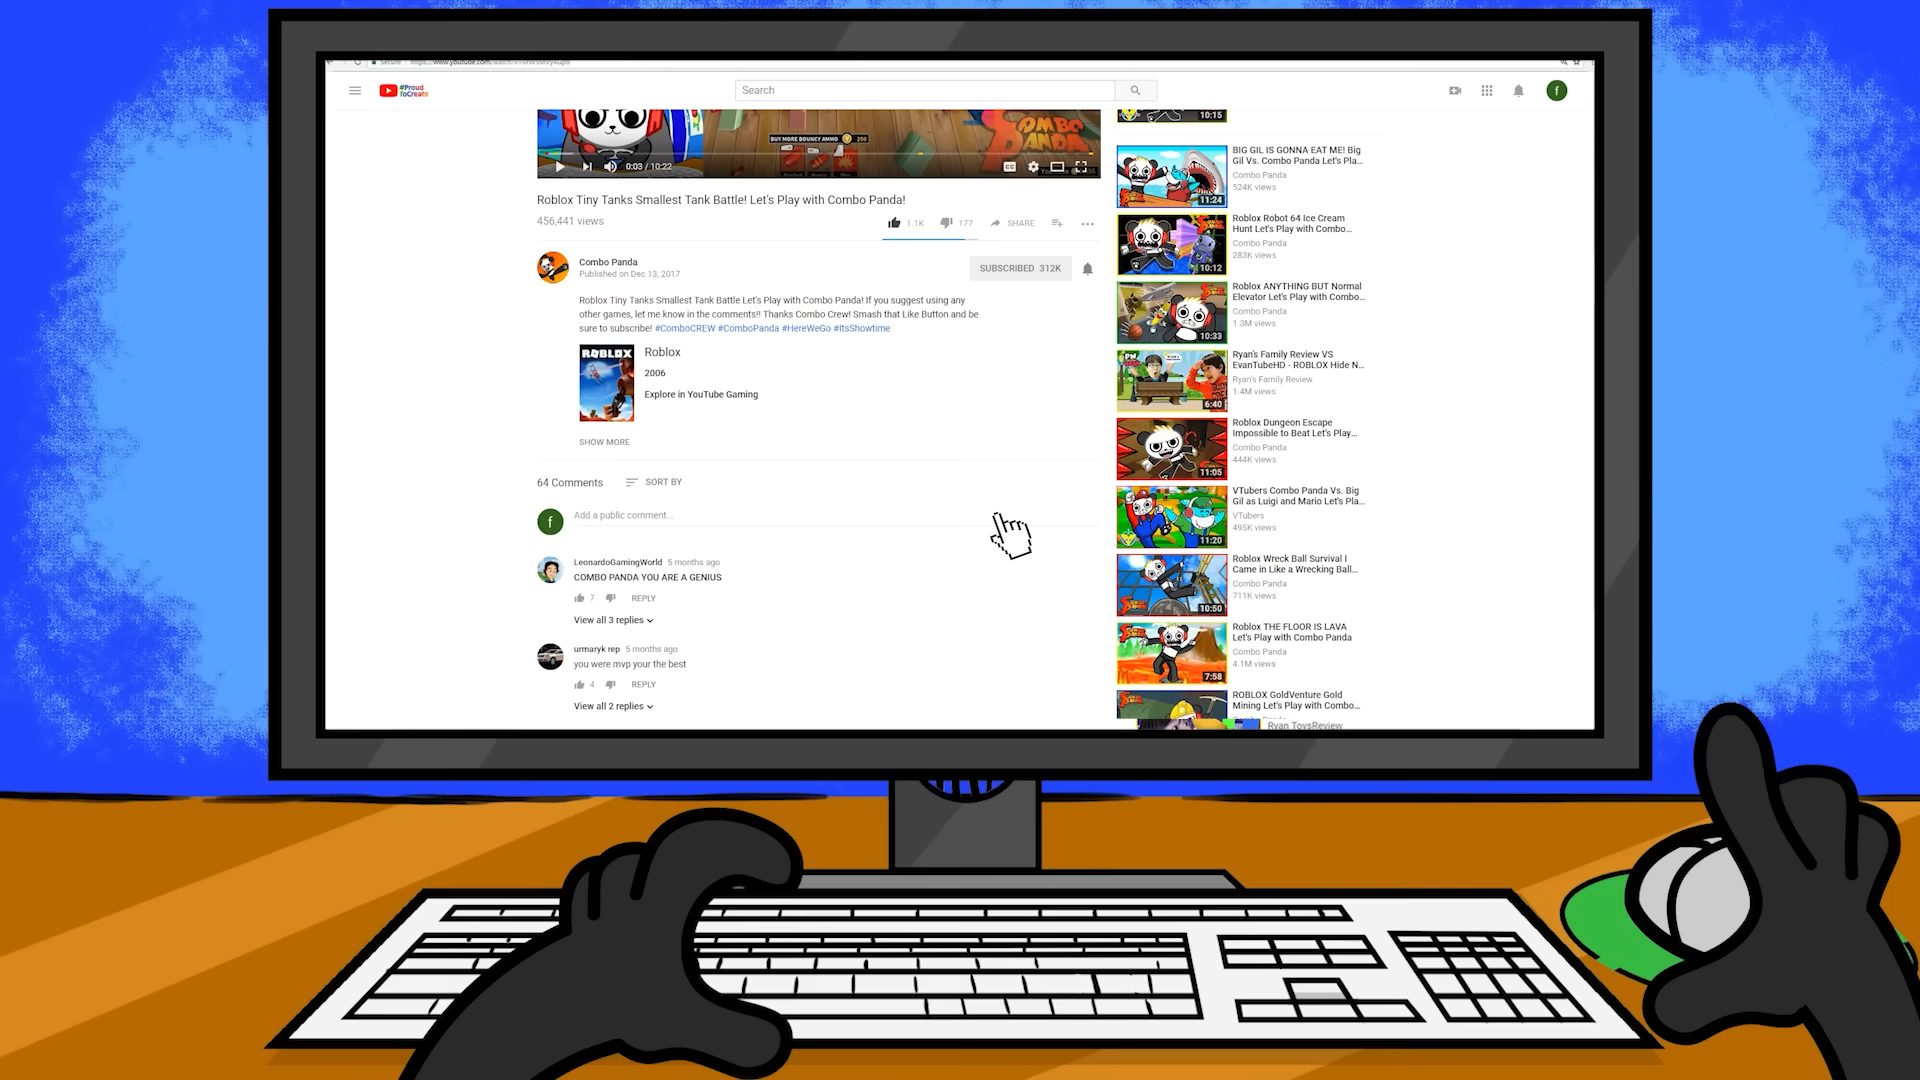 Secure
#Proud
ToCreate
Search
f
BUY MORE BOUNCY AMMO 250
COMBO
PANDA
0:03 / 10:22
CC
Roblox Tiny Tanks Smallest Tank Battle! Let's Play with Combo Panda!
456,441 views
1.1K
177
SHARE
Combo Panda
Published on Dec 13, 2017
SUBSCRIBED 312K
Roblox Tiny Tanks Smallest Tank Battle Let's Play with Combo Panda! If you suggest using any
other games, let me know in the comments!! Thanks Combo Crew! Smash that Like Button and be
sure to subscribe! #ComboCREW #ComboPanda #HereWeGo #ItsShowtime
ROBLOX
Roblox
2006
Explore in YouTube Gaming
SHOW MORE
64 Comments
SORT BY
f
Add a public comment...
LeonardoGamingWorld 5 months ago
COMBO PANDA YOU ARE A GENIUS
7
REPLY
View all 3 replies
urmaryk rep 5 months ago
you were mvp your the best
4
REPLY
View all 2 replies
10:15
11:24
BIG GIL IS GONNA EAT ME! Big
Gil Vs. Combo Panda Let's Pla...
Combo Panda
524K views
10:12
Roblox Robot 64 Ice Cream
Hunt Let's Play with Combo...
Combo Panda
283K views
10:33
Roblox ANYTHING BUT Normal
Elevator Let's Play with Combo...
Combo Panda
1.3M views
6:40
Ryan's Family Review VS
EvanTubeHD - ROBLOX Hide N...
Ryan's Family Review
1.4M views
11:05
Roblox Dungeon Escape
Impossible to Beat Let's Play...
Combo Panda
444K views
11:20
VTubers Combo Panda Vs. Big
Gil as Luigi and Mario Let's Pla...
VTubers
495K views
10:50
Roblox Wreck Ball Survival I
Came in Like a Wrecking Ball...
Combo Panda
711K views
7:58
Roblox THE FLOOR IS LAVA
Let's Play with Combo Panda
Combo Panda
4.1M views
ROBLOX GoldVenture Gold
Mining Let's Play with Combo...
Ryan ToysReview